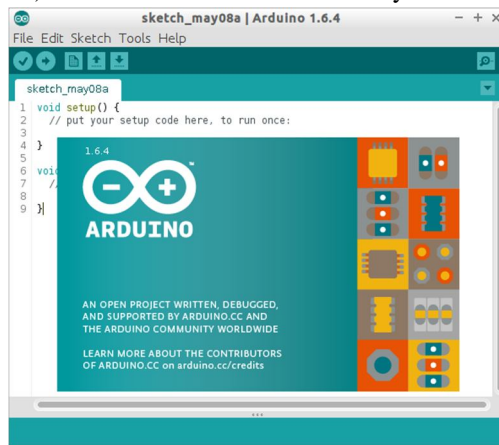 sketch_may08a | Arduino 1.6.4
File Edit Sketch Tools Help
sketch_may08a
1 void setup() {
2 // put your setup code here, to run once:
3
4 }
5
6 void
7 //
8
9 }
1.6.4
ARDUINO
AN OPEN PROJECT WRITTEN, DEBUGGED,
AND SUPPORTED BY ARDUINO.CC AND
THE ARDUINO COMMUNITY WORLDWIDE
LEARN MORE ABOUT THE CONTRIBUTORS
OF ARDUINO.CC on arduino.cc/credits